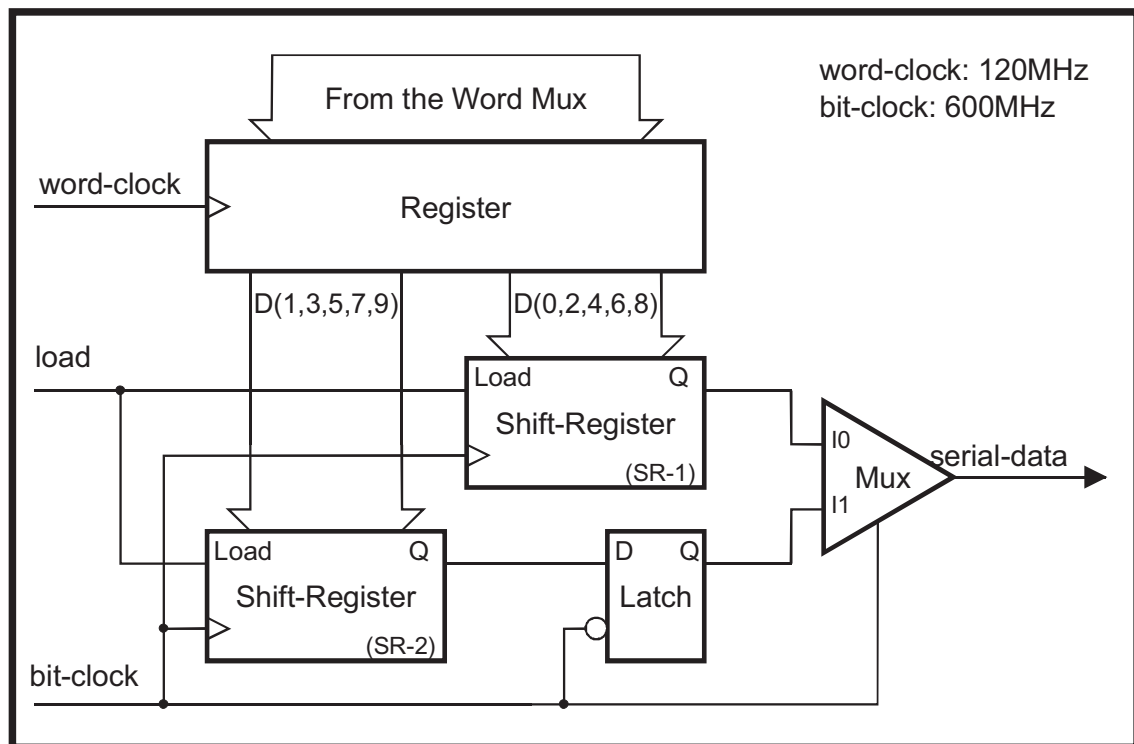 word-clock: 120MHz
bit-clock: 600MHz
From the Word Mux
word-clock
Register
D(1,3,5,7,9)
D(0,2,4,6,8)
load
Load
Q
Shift-Register
(SR-1)
I0
I1
Mux
serial-data
Load
Q
Shift-Register
(SR-2)
D
Q
Latch
bit-clock